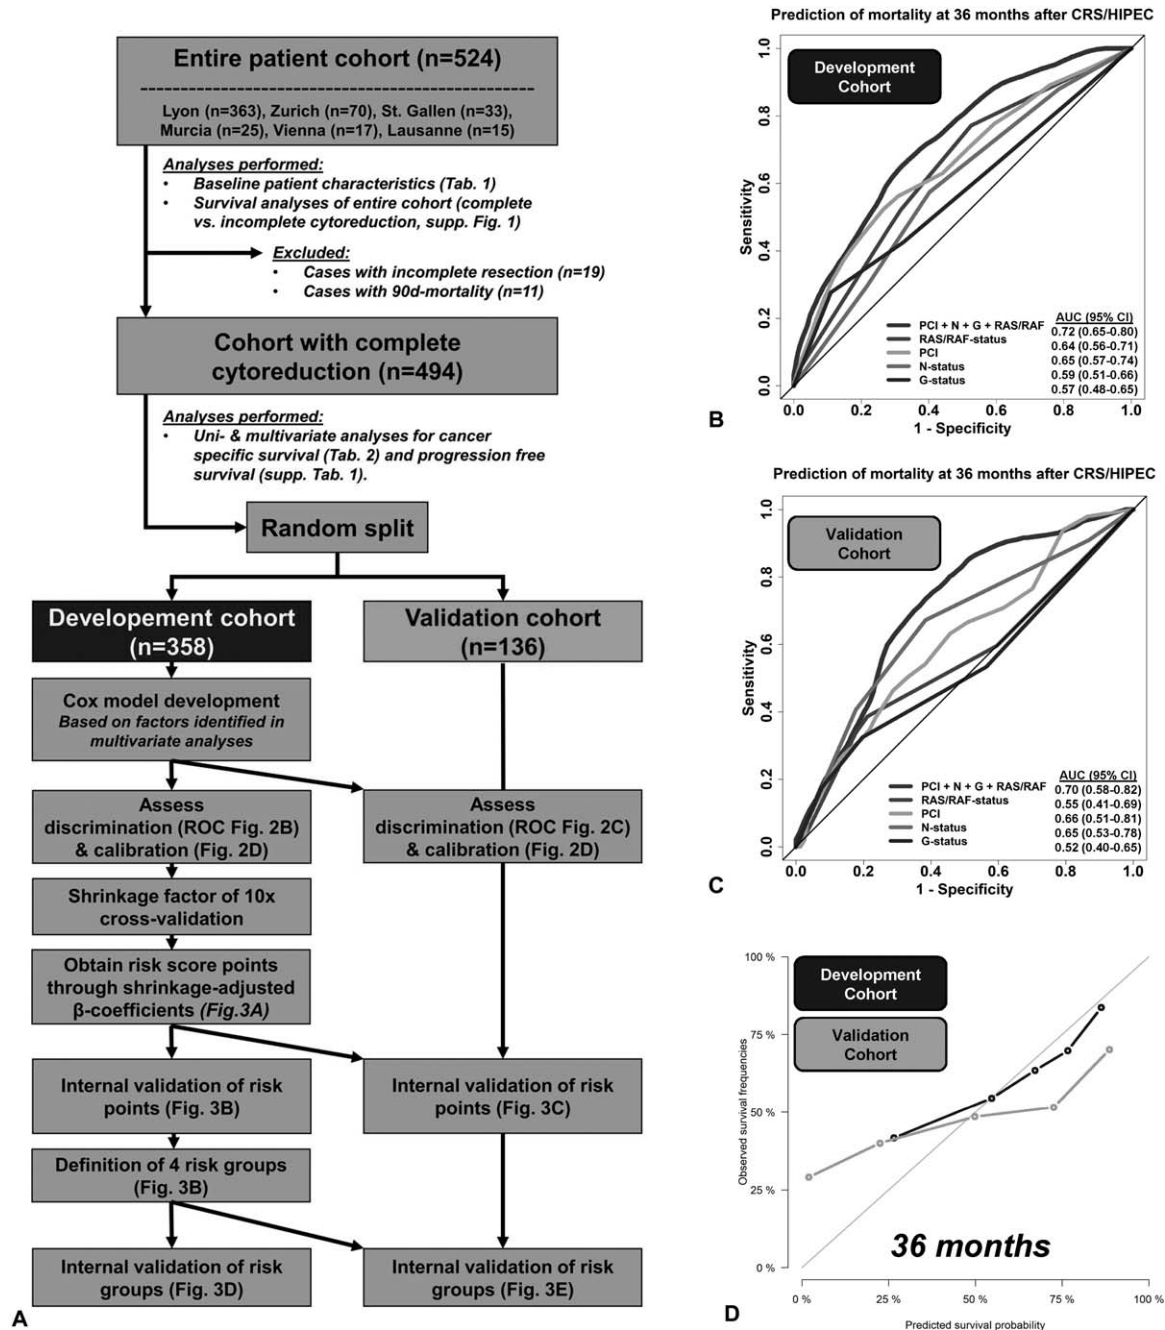 Entire patient cohort (n=524)
Lyon (n=363), Zurich (n=70), St. Gallen (n=33),
Murcia (n=25), Vienna (n=17), Lausanne (n=15)
Analyses performed:
• Baseline patient characteristics (Tab. 1)
• Survival analyses of entire cohort (complete
vs. incomplete cytoreduction, supp. Fig. 1)
Excluded:
• Cases with incomplete resection (n=19)
• Cases with 90d-mortality (n=11)
Cohort with complete
cytoreduction (n=494)
Analyses performed:
• Uni- & multivariate analyses for cancer
specific survival (Tab. 2) and progression free
survival (supp. Tab. 1).
Random split
Developement cohort
(n=358)
Validation cohort
(n=136)
Cox model development
Based on factors identified in
multivariate analyses
Assess
discrimination (ROC Fig. 2B)
& calibration (Fig. 2D)
Assess
discrimination (ROC Fig. 2C)
& calibration (Fig. 2D)
Shrinkage factor of 10x
cross-validation
Obtain risk score points
through shrinkage-adjusted
β-coefficients (Fig.3A)
Internal validation of risk
points (Fig. 3B)
Internal validation of risk
points (Fig. 3C)
Definition of 4 risk groups
(Fig. 3B)
Internal validation of risk
groups (Fig. 3D)
Internal validation of risk
groups (Fig. 3E)
A
Prediction of mortality at 36 months after CRS/HIPEC
Development
Cohort
Sensitivity
1.0
0.8
0.6
0.4
0.2
0.0
AUC (95% CI)
PCI + N + G + RAS/RAF 0.72 (0.65-0.80)
RAS/RAF-status 0.64 (0.56-0.71)
PCI 0.65 (0.57-0.74)
N-status 0.59 (0.51-0.66)
G-status 0.57 (0.48-0.65)
0.0 0.2 0.4 0.6 0.8 1.0
1 - Specificity
B
Prediction of mortality at 36 months after CRS/HIPEC
Validation
Cohort
Sensitivity
1.0
0.8
0.6
0.4
0.2
0.0
AUC (95% CI)
PCI + N + G + RAS/RAF 0.70 (0.58-0.82)
RAS/RAF-status 0.55 (0.41-0.69)
PCI 0.66 (0.51-0.81)
N-status 0.65 (0.53-0.78)
G-status 0.52 (0.40-0.65)
0.0 0.2 0.4 0.6 0.8 1.0
1 - Specificity
C
Development
Cohort
Validation
Cohort
Observed survival frequencies
100 %
75 %
50 %
25 %
0 %
36 months
0 % 25 % 50 % 75 % 100 %
Predicted survival probability
D